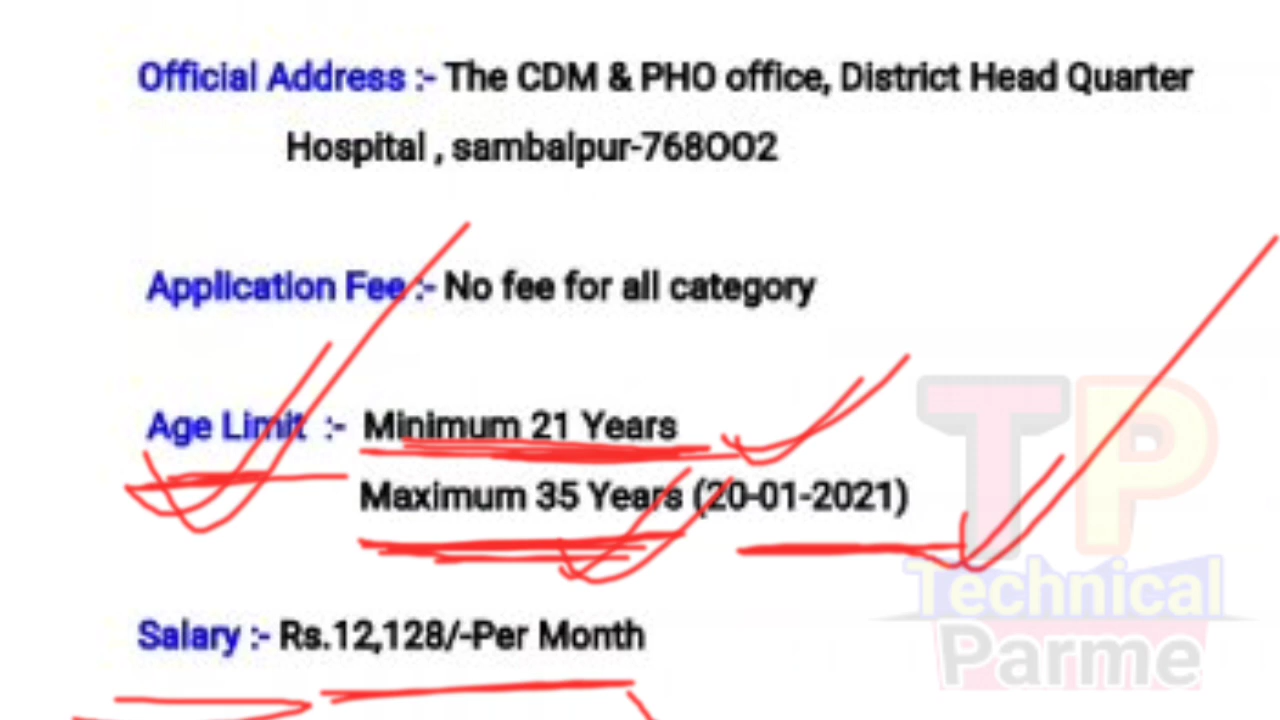 Official Address :- The CDM & PHO office, District Head Quarter
Hospital , sambalpur-768OO2
Application Fee :- No fee for all category
Age Limit :- Minimum 21 Years
Maximum 35 Years (20-01-2021)
TP
Technical
Parme
Salary :- Rs.12,128/-Per Month